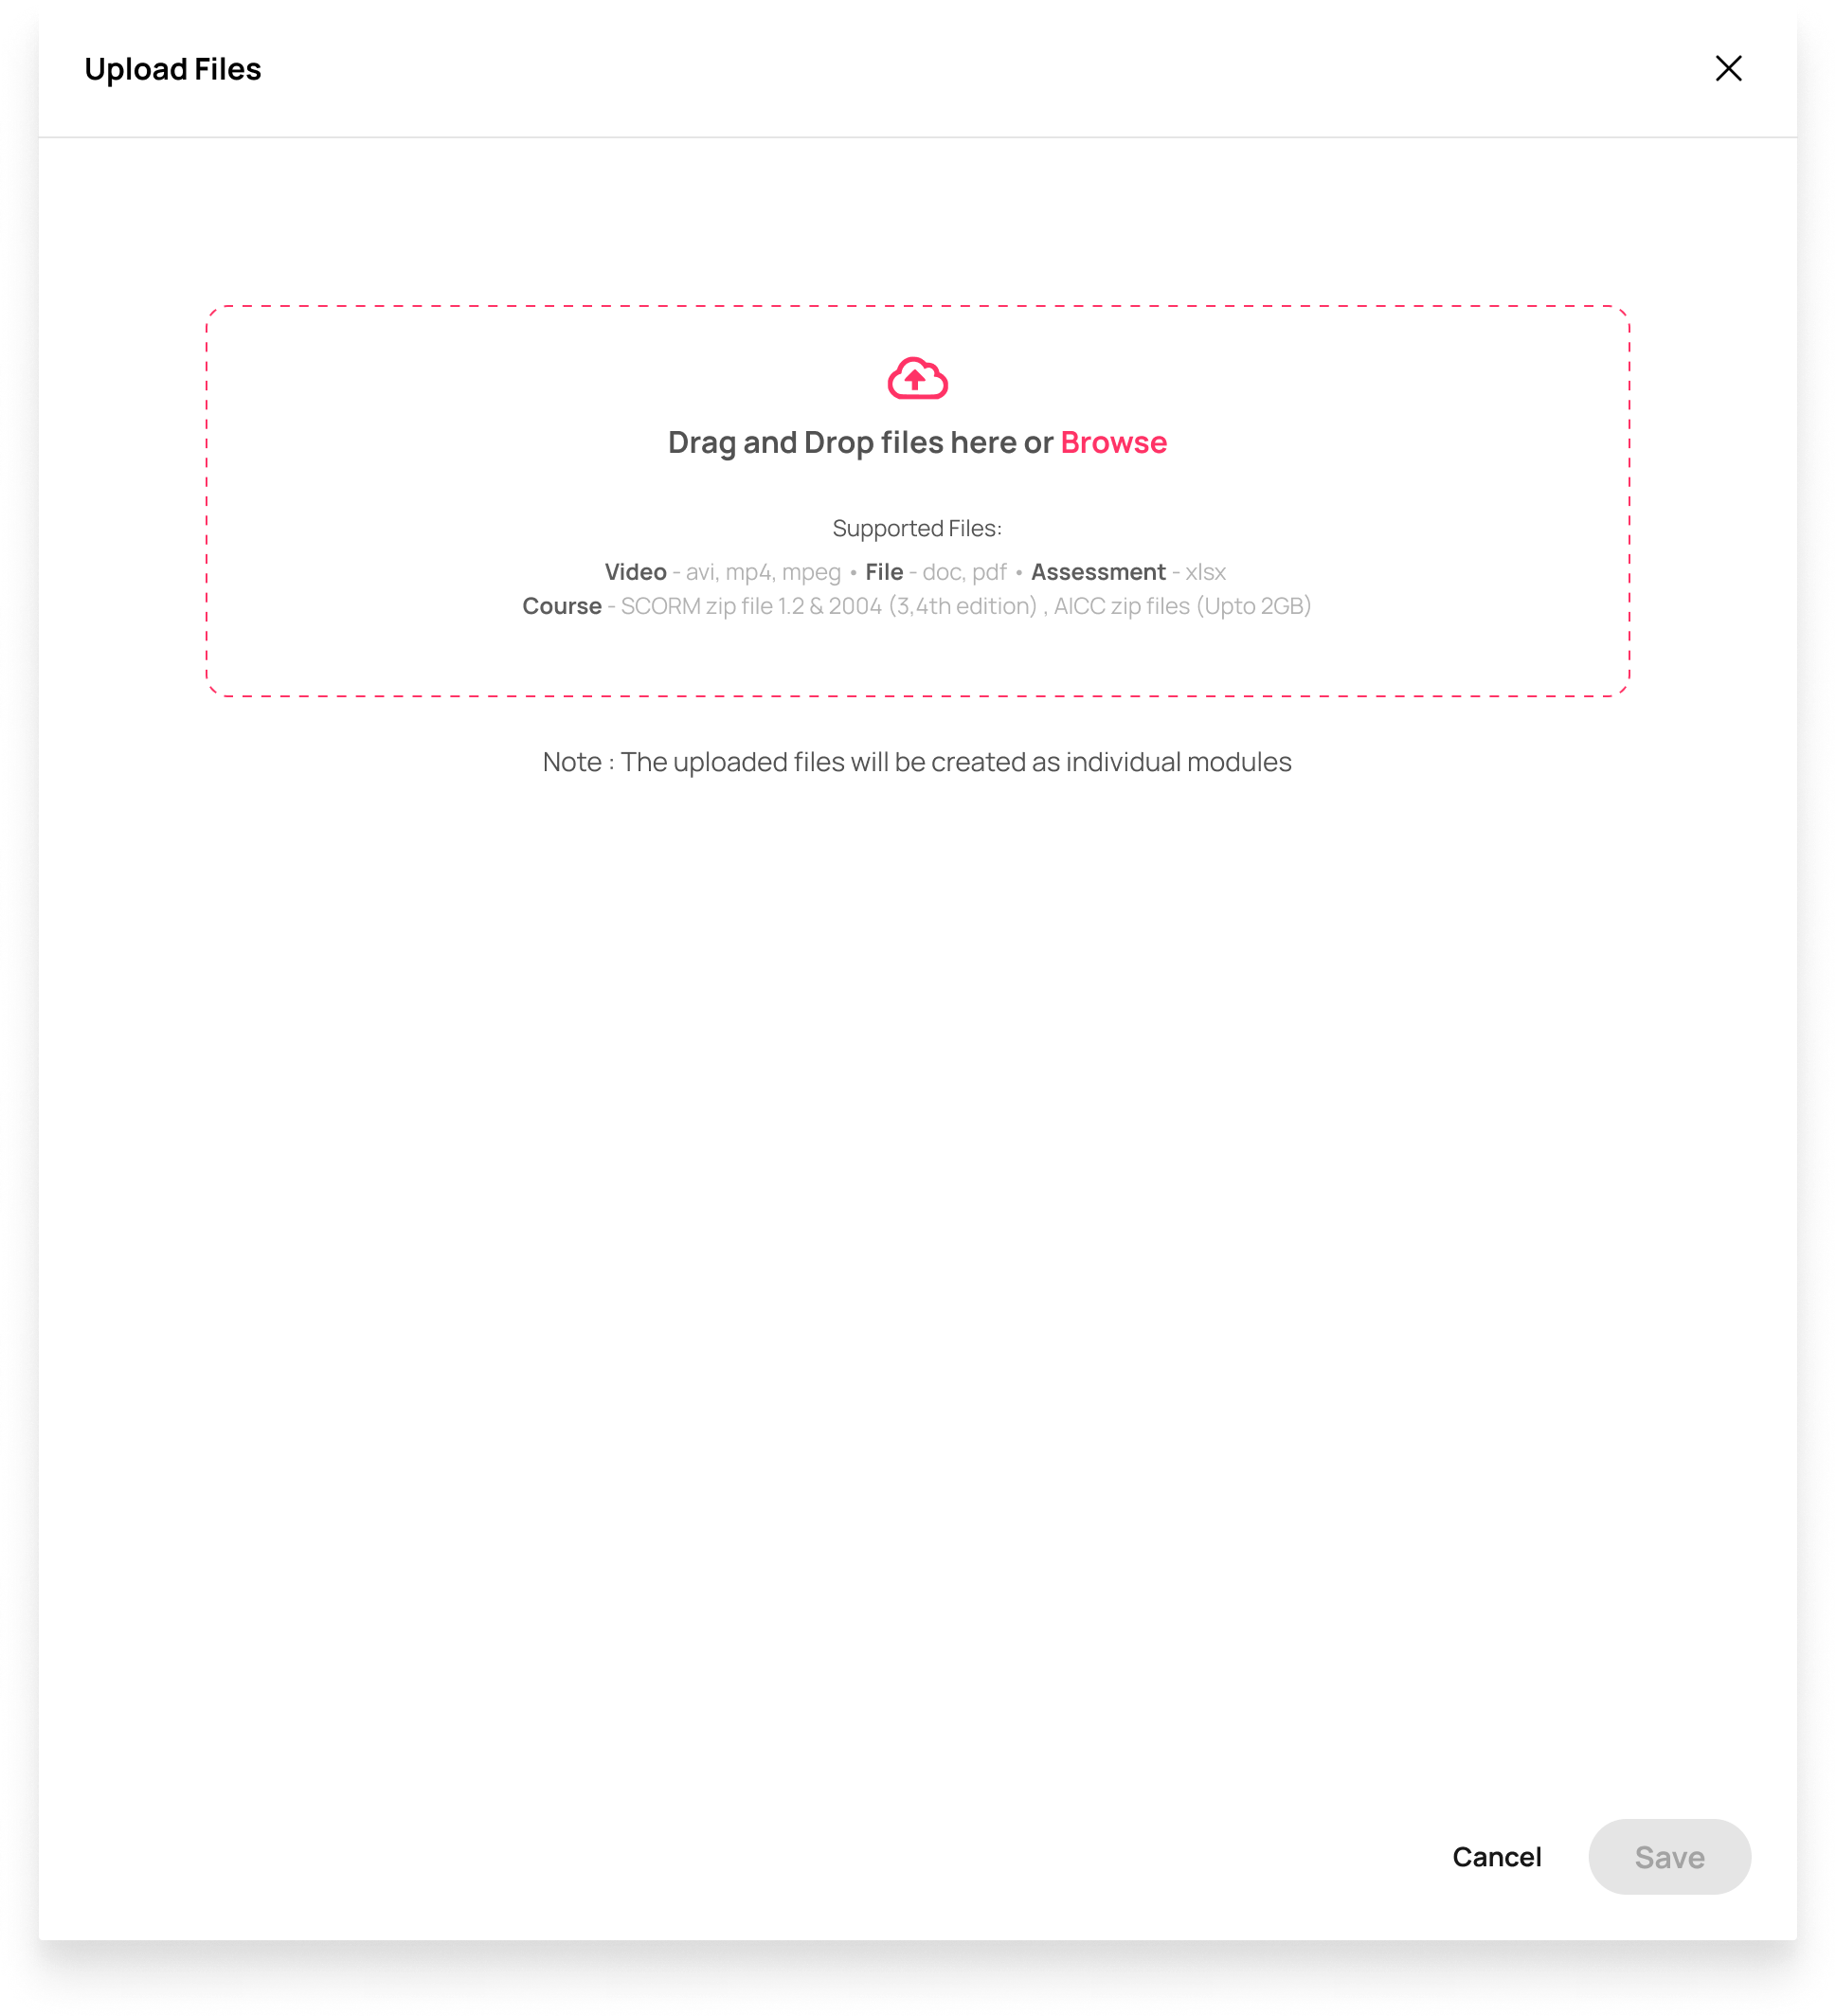 Upload Files
Drag and Drop files here or Browse
Supported Files:
Video - avi, mp4, mpeg • File - doc, pdf • Assessment - xlsx
Course - SCORM zip file 1.2 & 2004 (3,4th edition) , AICC zip files (Upto 2GB)
Note : The uploaded files will be created as individual modules
Cancel Save